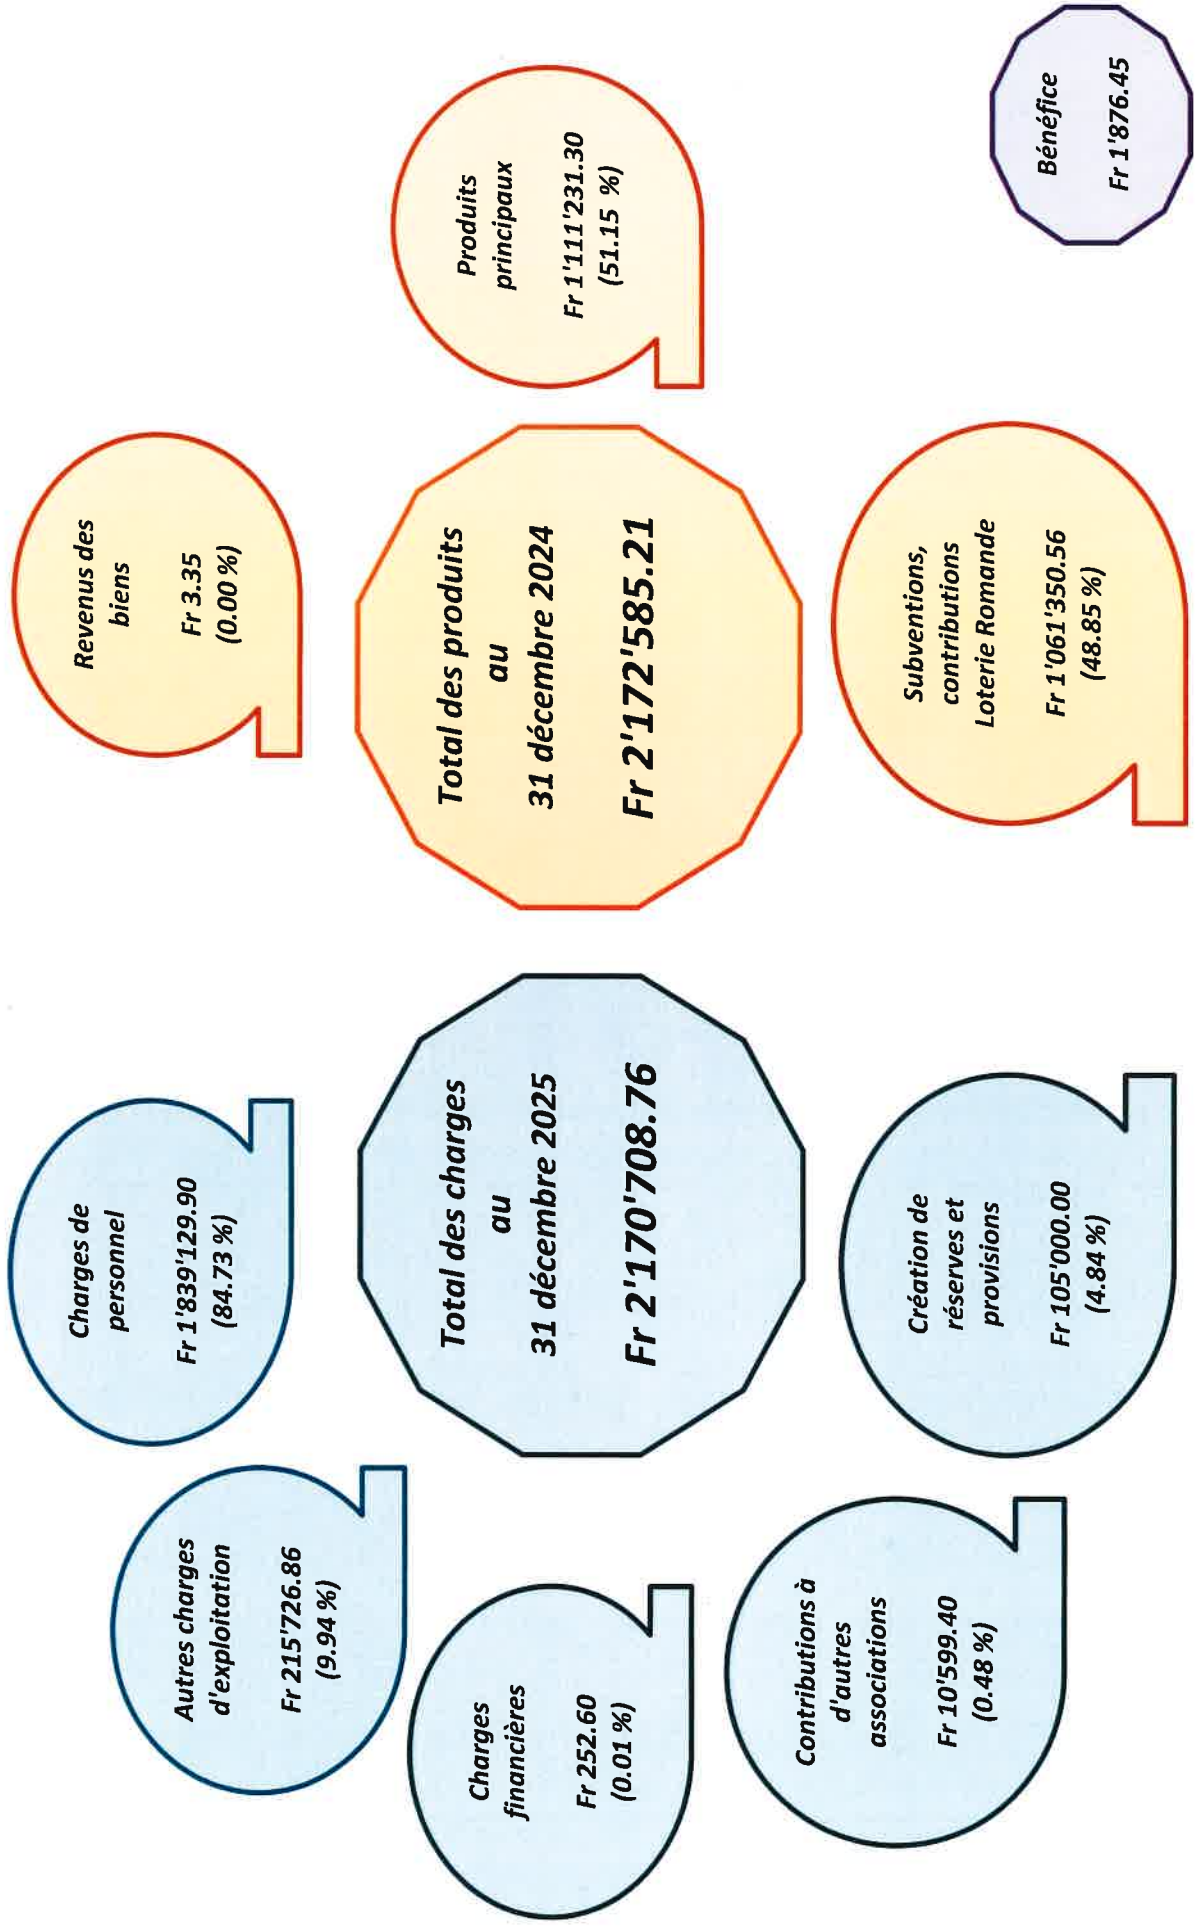 Autres charges
d'exploitation
Fr 215'726.86
(9.94 %)
Charges de
personnel
Fr 1'839'129.90
(84.73 %)
Revenus des
biens
Fr 3.35
(0.00 %)
Charges
financières
Fr 252.60
(0.01 %)
Total des charges
au
31 décembre 2025
Fr 2'170'708.76
Total des produits
au
31 décembre 2024
Fr 2'172'585.21
Produits
principaux
Fr 1'111'231.30
(51.15 %)
Contributions à
d'autres
associations
Fr 10'599.40
(0.48 %)
Création de
réserves et
provisions
Fr 105'000.00
(4.84 %)
Subventions,
contributions
Loterie Romande
Fr 1'061'350.56
(48.85 %)
Bénéfice
Fr 1'876.45